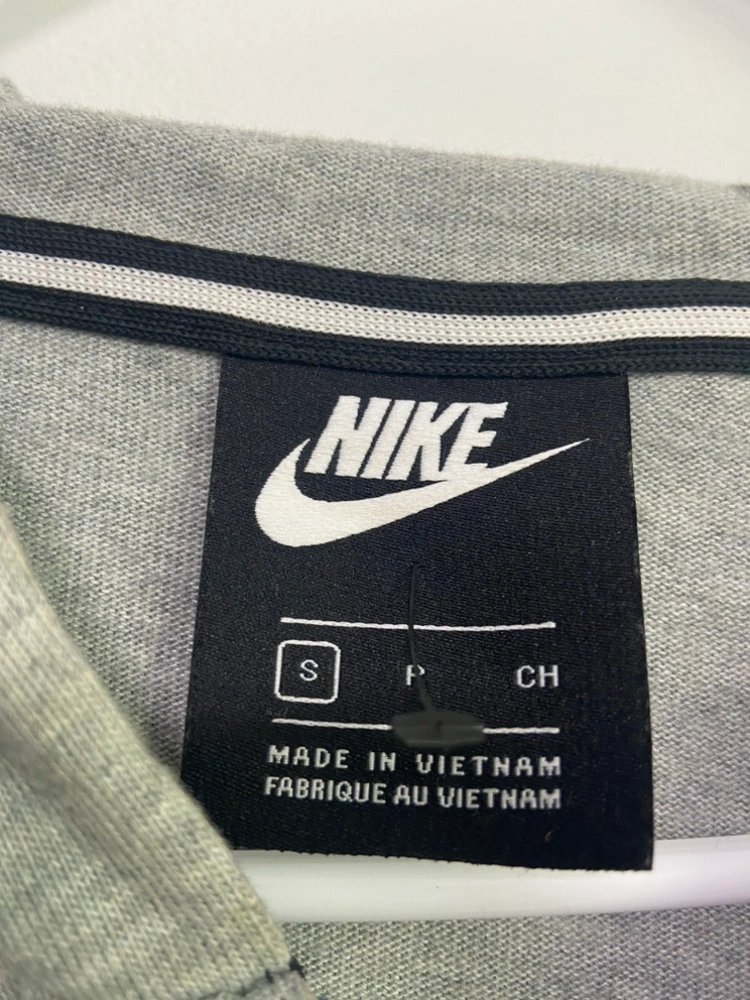 NIKE
S P CH
MADE IN VIETNAM
FABRIQUE AU VIETNAM